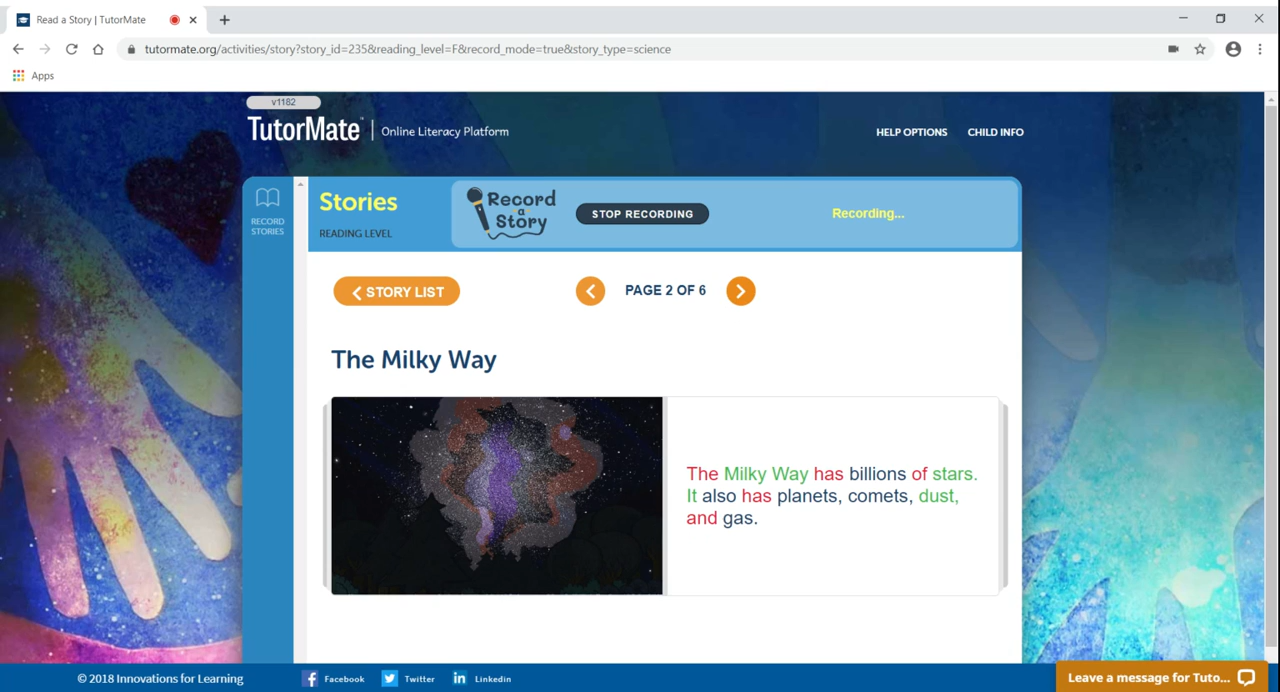 Read a Story | TutorMate
tutormate.org/activities/story?story_id=235&reading_level=F&record_mode=true&story_type=science
Apps
v1182
TutorMate | Online Literacy Platform
HELP OPTIONS CHILD INFO
RECORD
STORIES
Stories
READING LEVEL
Record
a
Story
STOP RECORDING
Recording...
STORY LIST
PAGE 2 OF 6
The Milky Way
The Milky Way has billions of stars.
It also has planets, comets, dust,
and gas.
© 2018 Innovations for Learning
Facebook Twitter Linkedin
Leave a message for Tuto...